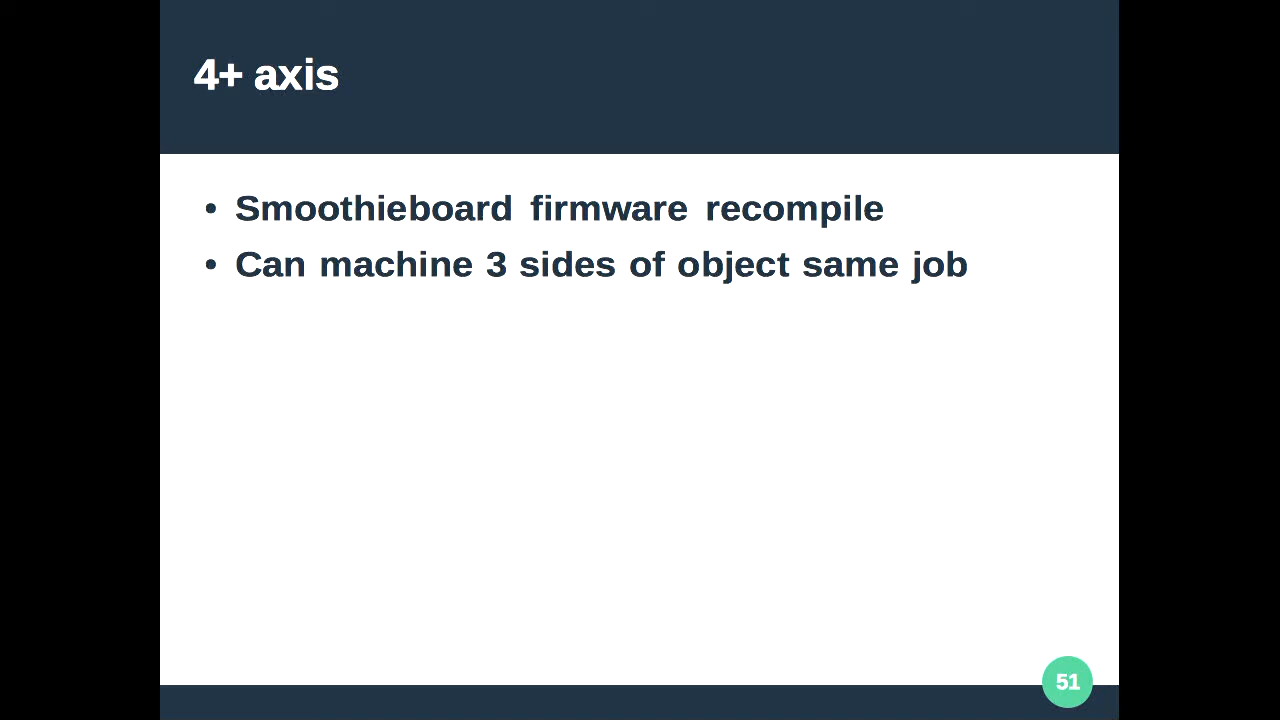 4+ axis
• Smoothieboard firmware recompile
• Can machine 3 sides of object same job
51